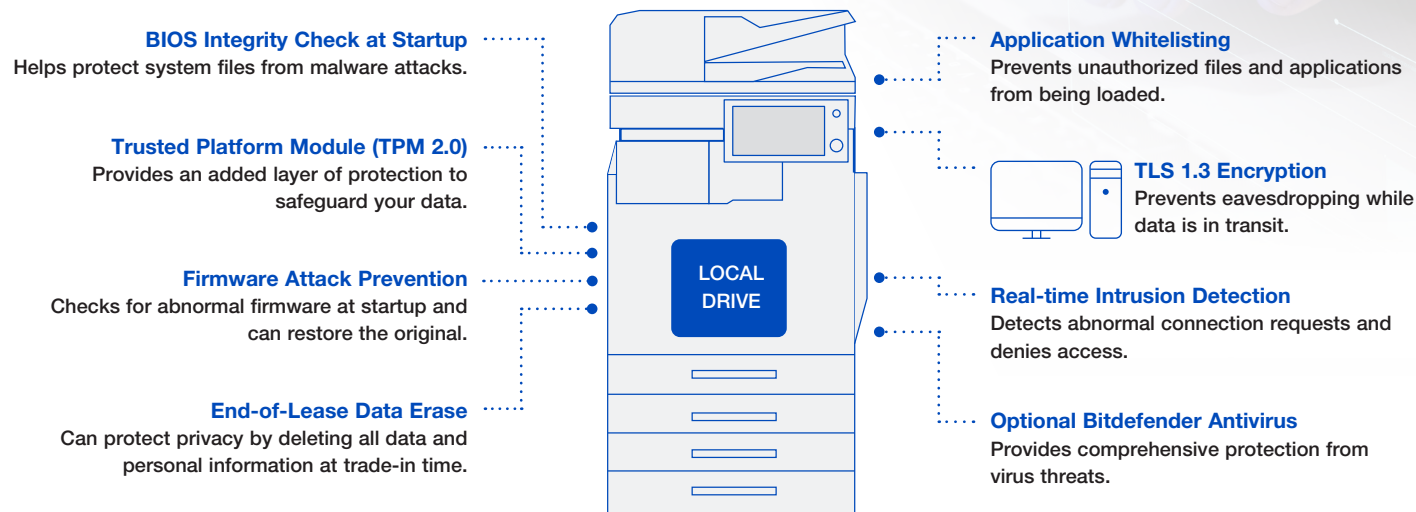 BIOS Integrity Check at Startup
Helps protect system files from malware attacks.
Trusted Platform Module (TPM 2.0)
Provides an added layer of protection to
safeguard your data.
Firmware Attack Prevention
Checks for abnormal firmware at startup and
can restore the original.
End-of-Lease Data Erase
Can protect privacy by deleting all data and
personal information at trade-in time.
LOCAL
DRIVE
Application Whitelisting
Prevents unauthorized files and applications
from being loaded.
TLS 1.3 Encryption
Prevents eavesdropping while
data is in transit.
Real-time Intrusion Detection
Detects abnormal connection requests and
denies access.
Optional Bitdefender Antivirus
Provides comprehensive protection from
virus threats.